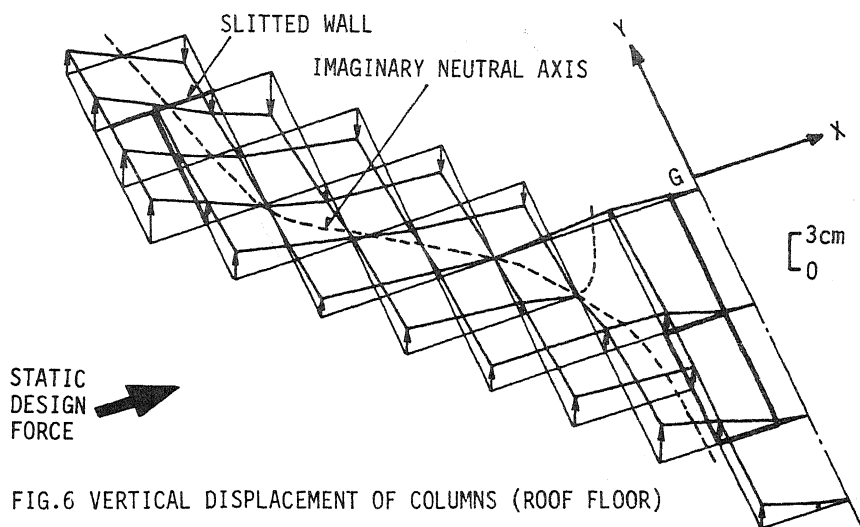 SLITTED WALL
IMAGINARY NEUTRAL AXIS
Y
X
G
3cm
0
STATIC
DESIGN
FORCE
FIG.6 VERTICAL DISPLACEMENT OF COLUMNS (ROOF FLOOR)